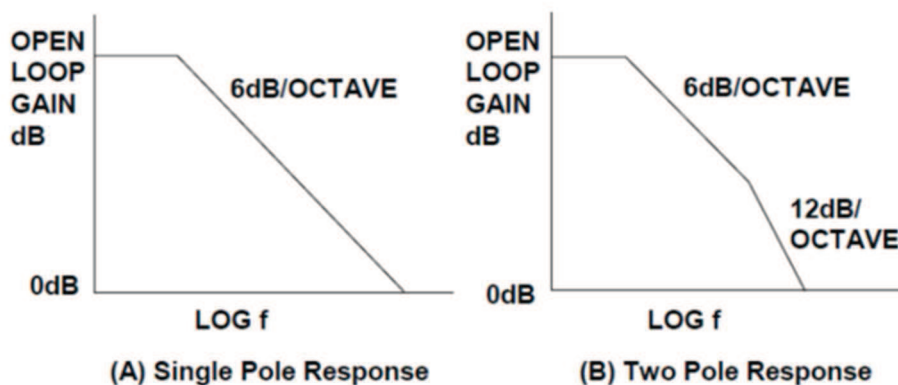 OPEN
LOOP
GAIN
dB
6dB/OCTAVE
0dB
LOG f
(A) Single Pole Response
OPEN
LOOP
GAIN
dB
6dB/OCTAVE
12dB/
OCTAVE
0dB
LOG f
(B) Two Pole Response